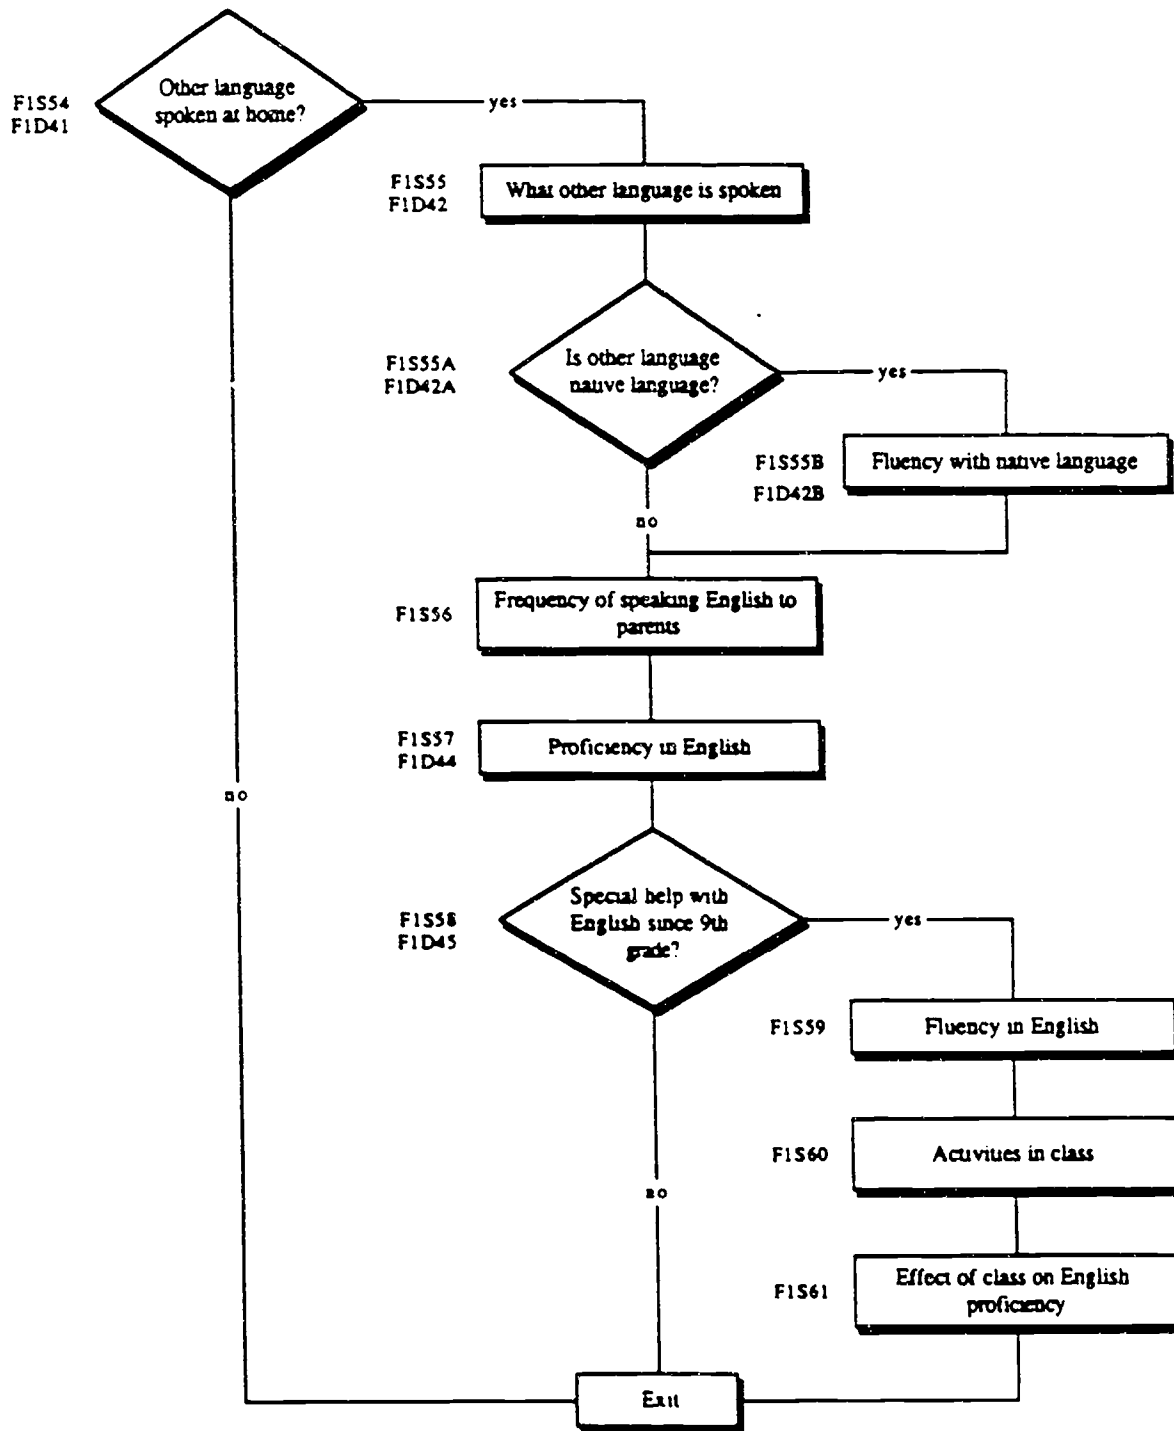 F1S54
F1D41
Other language
spoken at home?
yes
F1S55
F1D42
What other language is spoken
F1S55A
F1D42A
Is other language
native language?
yes
F1S55B
F1D42B
Fluency with native language
no
F1S56
Frequency of speaking English to
parents
F1S57
F1D44
Proficiency in English
no
F1S58
F1D45
Special help with
English since 9th
grade?
yes
F1S59
Fluency in English
F1S60
Activities in class
no
F1S61
Effect of class on English
proficiency
Exit